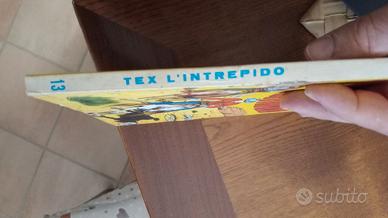 13
TEX L'INTREPIDO
subito